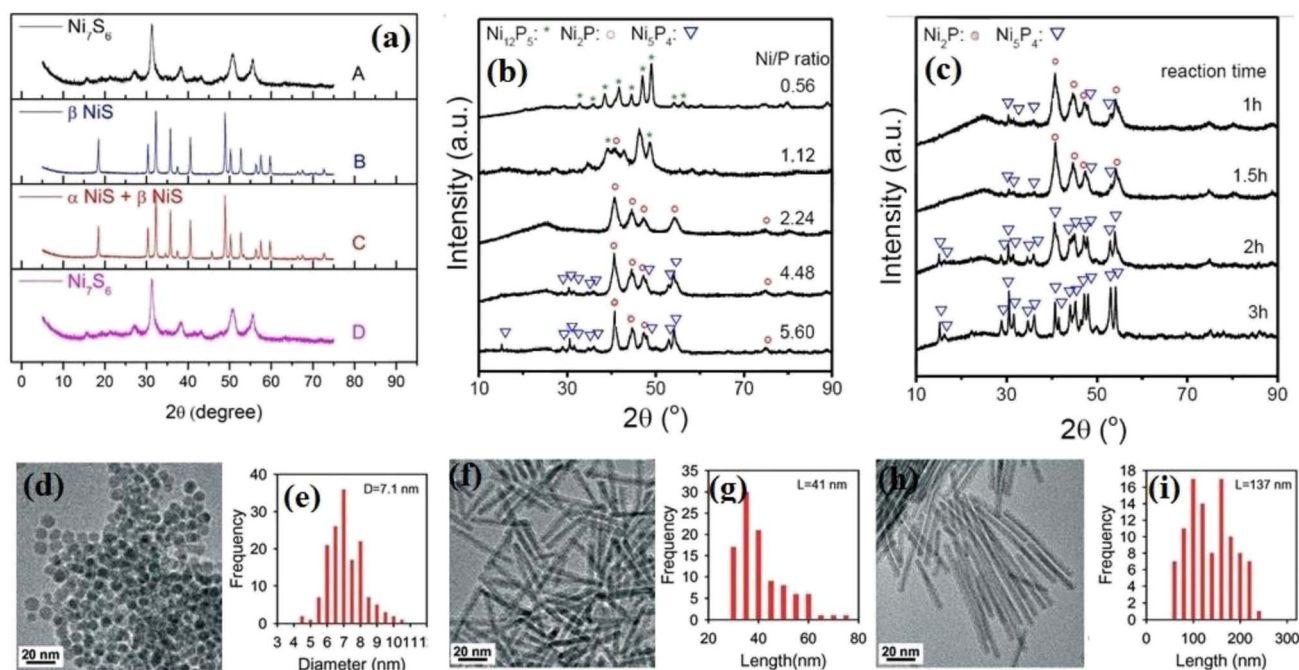 (a)
Ni₇S₆
A
β NiS
B
α NiS + β NiS
C
Ni₇S₆
D
0 10 20 30 40 50 60 70 80 90
2θ (degree)
(b)
Ni₁₂P₅: * Ni₂P: ○ Ni₅P₄: ▽
Ni/P ratio
0.56
1.12
2.24
4.48
5.60
Intensity (a.u.)
10 30 50 70 90
2θ (°)
(c)
Ni₂P: ○ Ni₅P₄: ▽
reaction time
1h
1.5h
2h
3h
Intensity (a.u.)
10 30 50 70 90
2θ (°)
(d)
20 nm
(e)
D=7.1 nm
Frequency
40
30
20
10
0
3 4 5 6 7 8 9 10 11 12
Diameter (nm)
(f)
20 nm
(g)
L=41 nm
Frequency
35
30
25
20
15
10
5
0
20 40 60 80
Length(nm)
(h)
20 nm
(i)
L=137 nm
Frequency
18
16
14
12
10
8
6
4
2
0
0 100 200 300
Length (nm)